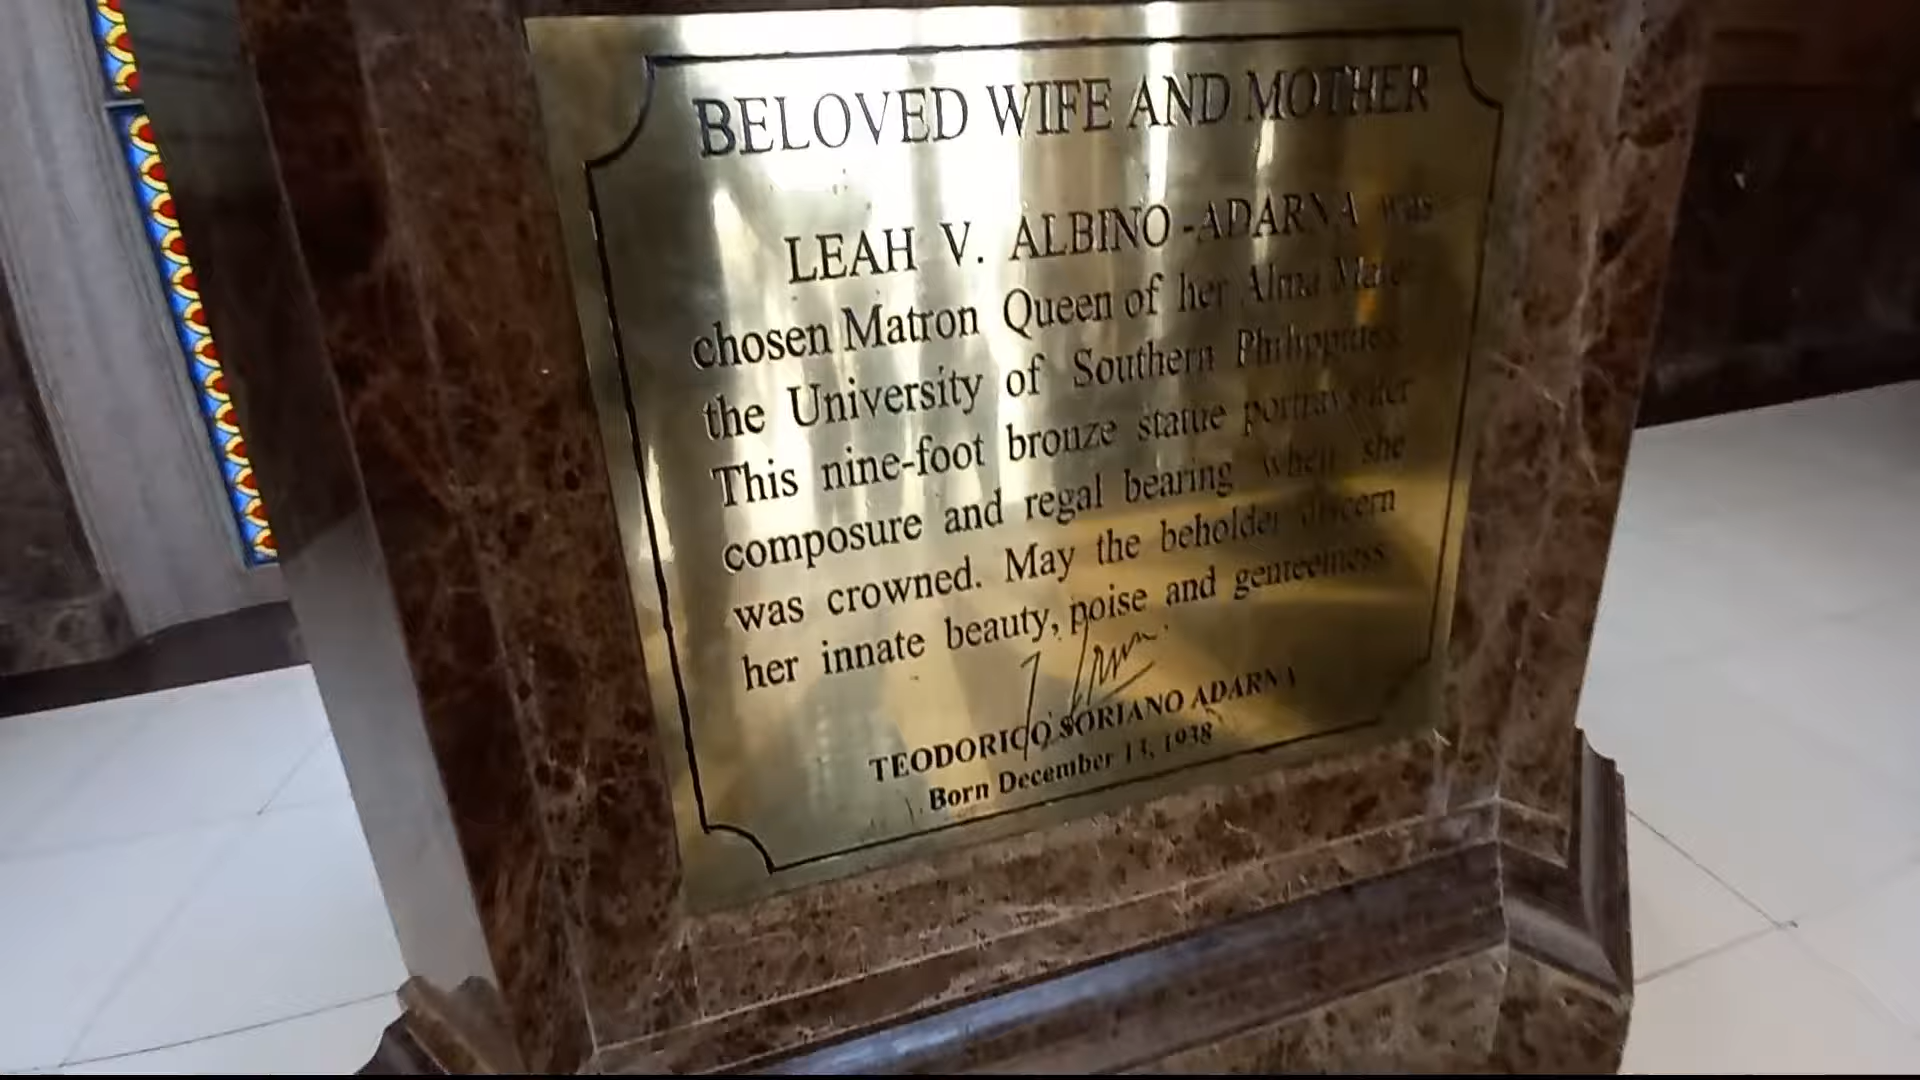 BELOVED WIFE AND MOTHER
LEAH V. ALBINO-ADARNA was
chosen Matron Queen of her Alma Mater
the University of Southern Philippines.
This nine-foot bronze statue portrays her
composure and regal bearing when she
was crowned. May the beholder discern
her innate beauty, poise and genteelness.
TEODORICO SORIANO ADARNA
Born December 13, 1938